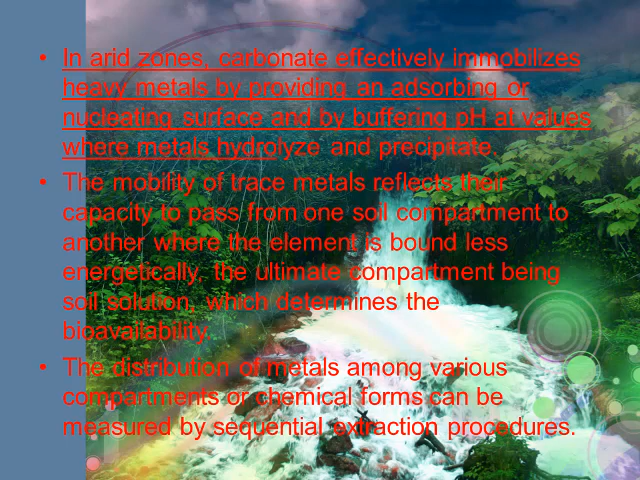 • In arid zones, carbonate effectively immobilizes
heavy metals by providing an adsorbing or
nucleating surface and by buffering pH at values
where metals hydrolyze and precipitate.
• The mobility of trace metals reflects their
capacity to pass from one soil compartment to
another where the element is bound less
energetically, the ultimate compartment being
soil solution, which determines the
bioavailability.
• The distribution of metals among various
compartments or chemical forms can be
measured by sequential extraction procedures.